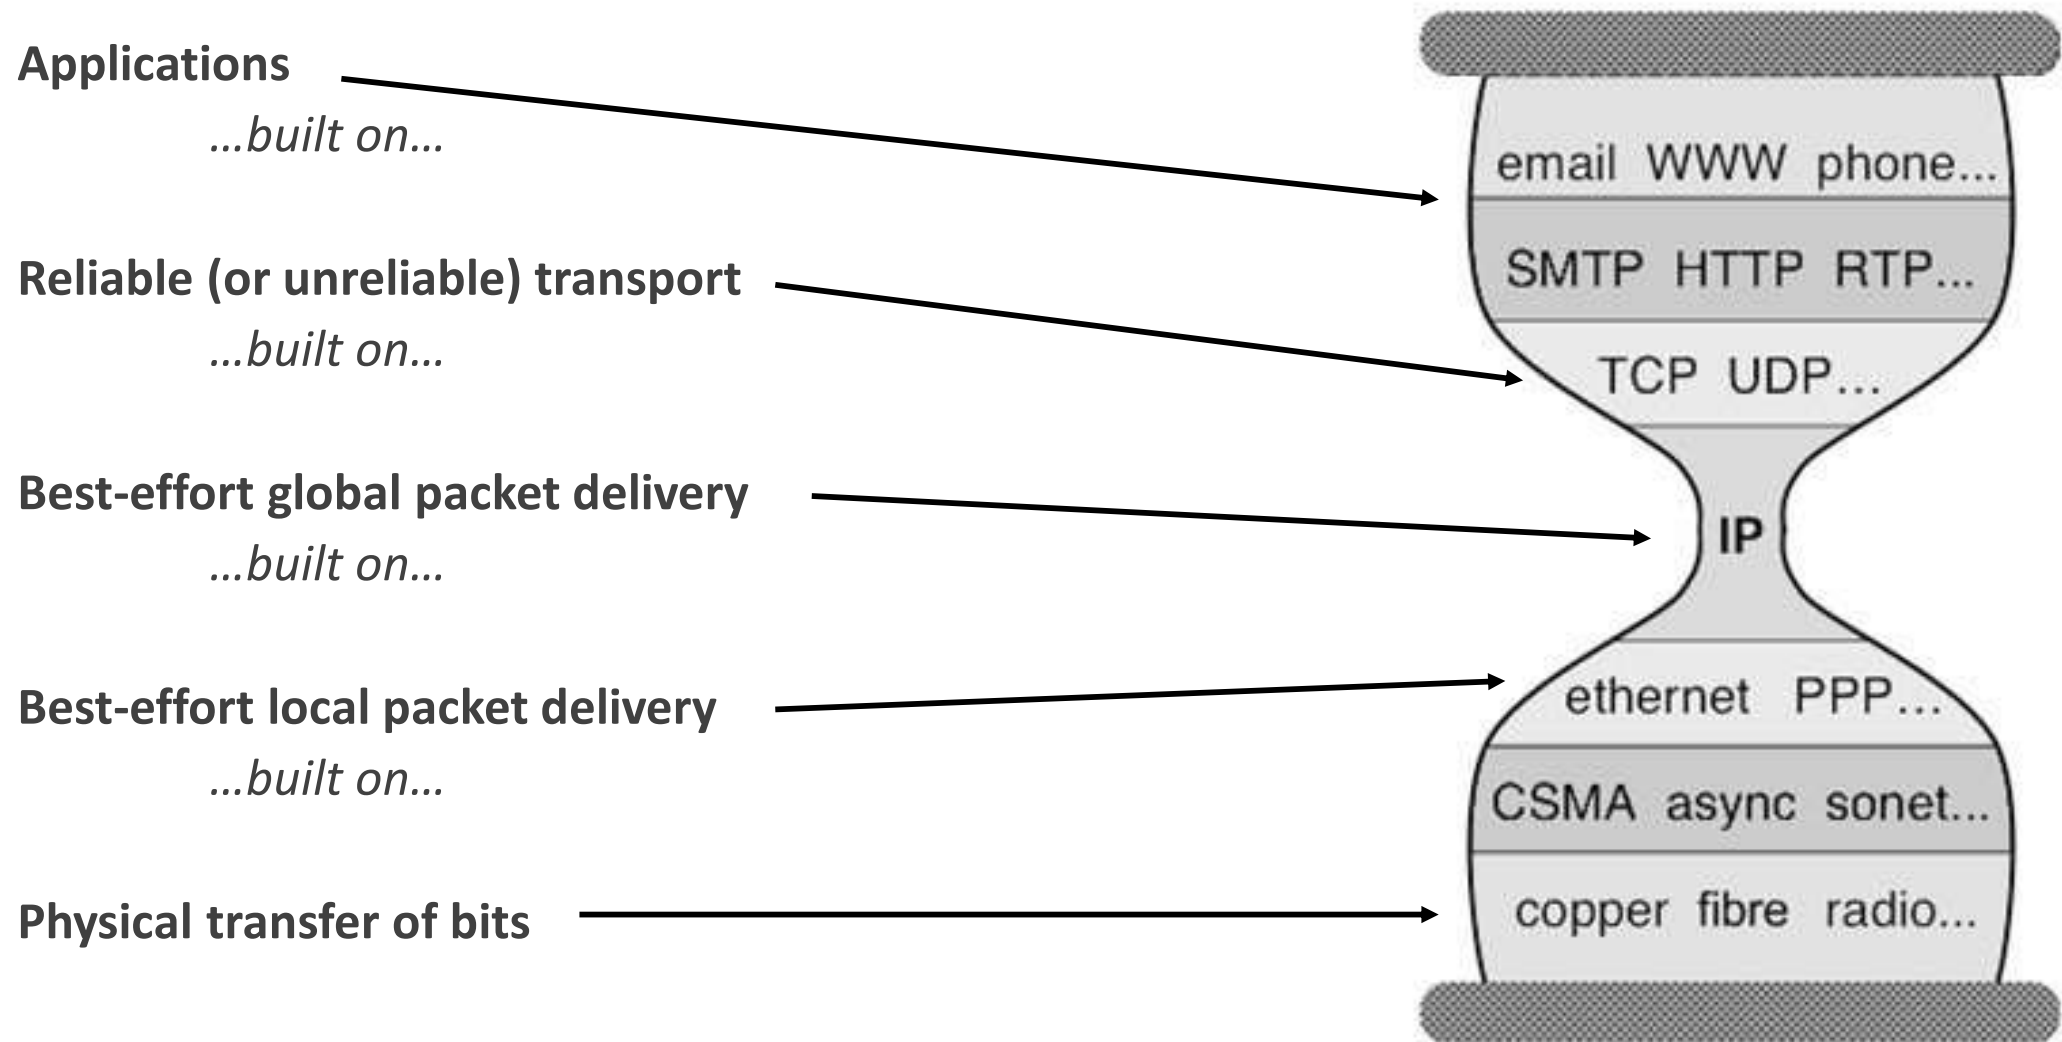 Applications
...built on...
Reliable (or unreliable) transport
...built on...
Best-effort global packet delivery
...built on...
Best-effort local packet delivery
...built on...
Physical transfer of bits
email WWW phone...
SMTP HTTP RTP...
TCP UDP...
IP
ethernet PPP...
CSMA async sonet...
copper fibre radio...